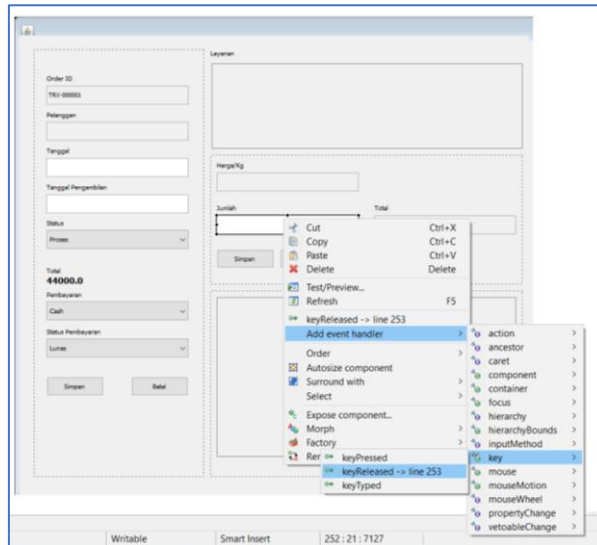 Layanan
Order ID
TRX-000001
Pelanggan
Tanggal
Tanggal Pengambilan
Status
Proses
Total
44000.0
Pembayaran
Cash
Status Pembayaran
Lunas
Simpan
Batal
Harga/Kg
Jumlah
Total
Simpan
Cut Ctrl+X
Copy Ctrl+C
Paste Ctrl+V
Delete Delete
Test/Preview...
Refresh F5
keyReleased -> line 253
Add event handler
Order
Autosize component
Surround with
Select
Expose component...
Morph
Factory
keyPressed
keyReleased -> line 253
keyTyped
action
ancestor
caret
component
container
focus
hierarchy
hierarchyBounds
inputMethod
key
mouse
mouseMotion
mouseWheel
propertyChange
vetoableChange
Writable
Smart Insert
252 : 21 : 7127